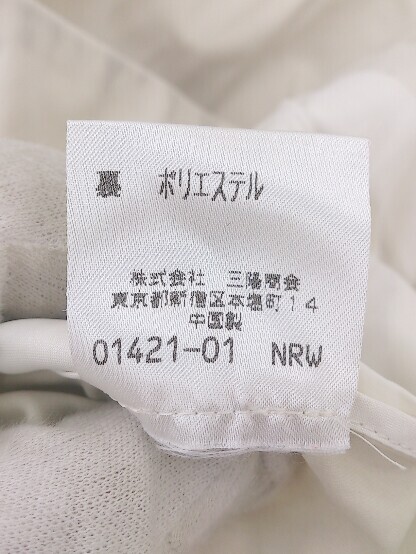 裏 ポリエステル
株式会社 三陽商会
東京都新宿区本塩町14
中国製
01421-01 NRW